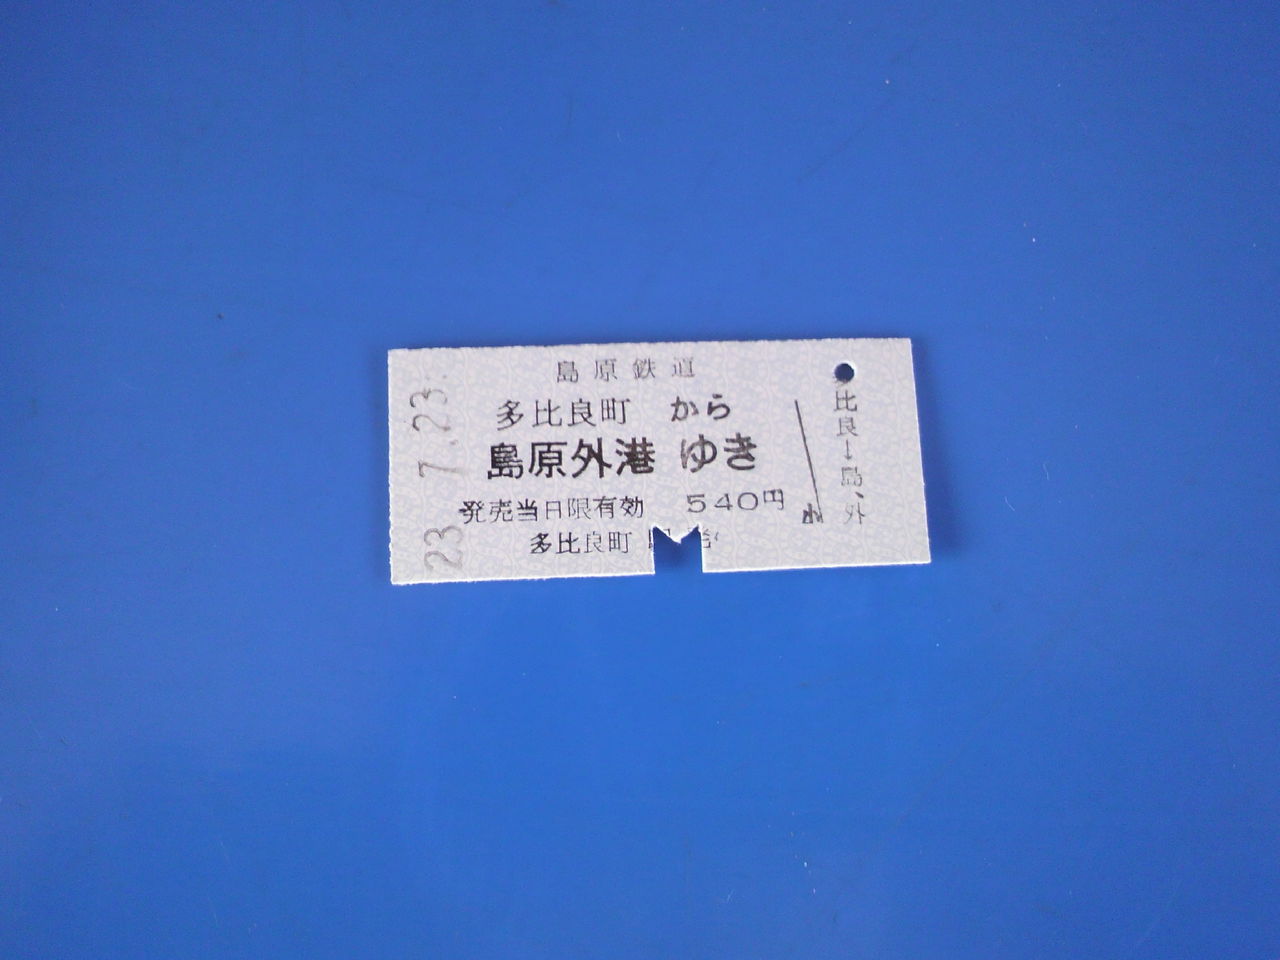 島原鉄道
多比良町 から
島原外港 ゆき
発売当日限有効 540円
多比良町
23. 7. 23.
比良→島、外
小